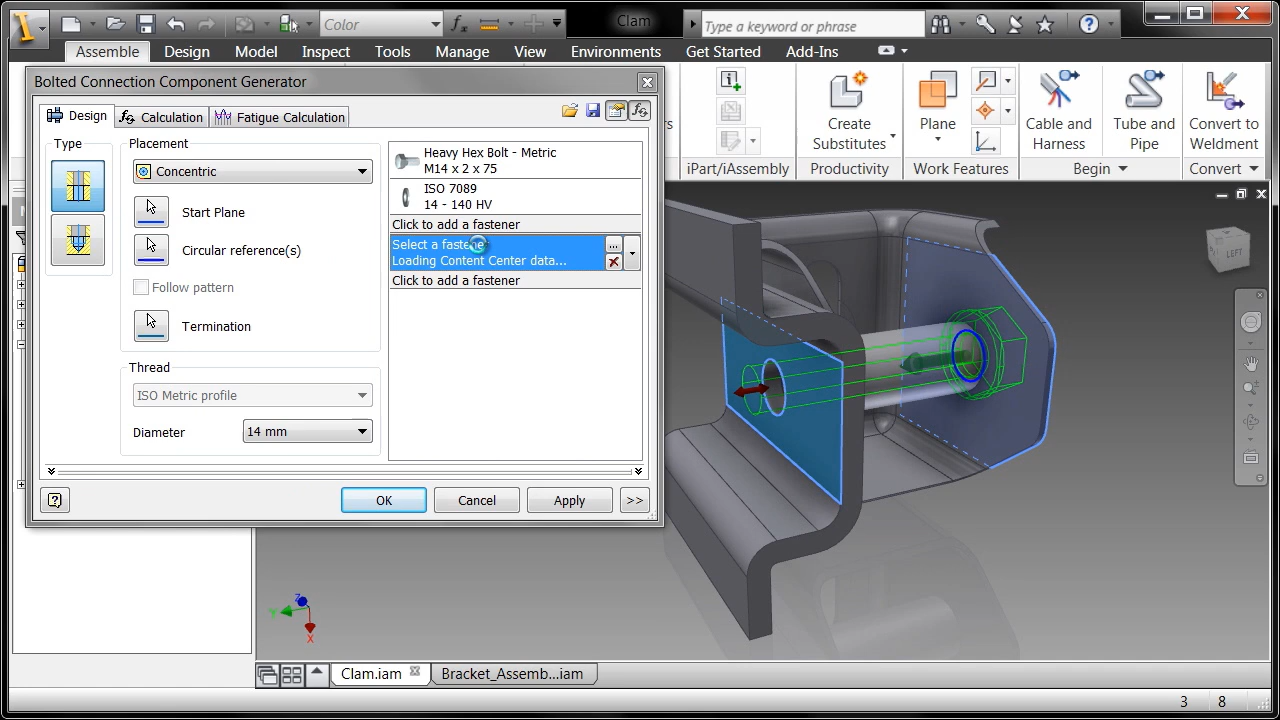 Color
Clam
Type a keyword or phrase
Assemble
Design
Model
Inspect
Tools
Manage
View
Environments
Get Started
Add-Ins
Bolted Connection Component Generator
Design
Calculation
Fatigue Calculation
Type
Placement
Concentric
Start Plane
Circular reference(s)
Follow pattern
Termination
Thread
ISO Metric profile
Diameter
14 mm
Heavy Hex Bolt - Metric
M14 x 2 x 75
ISO 7089
14 - 140 HV
Click to add a fastener
Select a fastener
Loading Content Center data...
Click to add a fastener
OK
Cancel
Apply
>>
Create
Substitutes
Plane
Cable and
Harness
Tube and
Pipe
Convert to
Weldment
iPart/iAssembly
Productivity
Work Features
Begin
Convert
LEFT
Z
Y
X
Clam.iam
Bracket_Assemb...iam
3
8